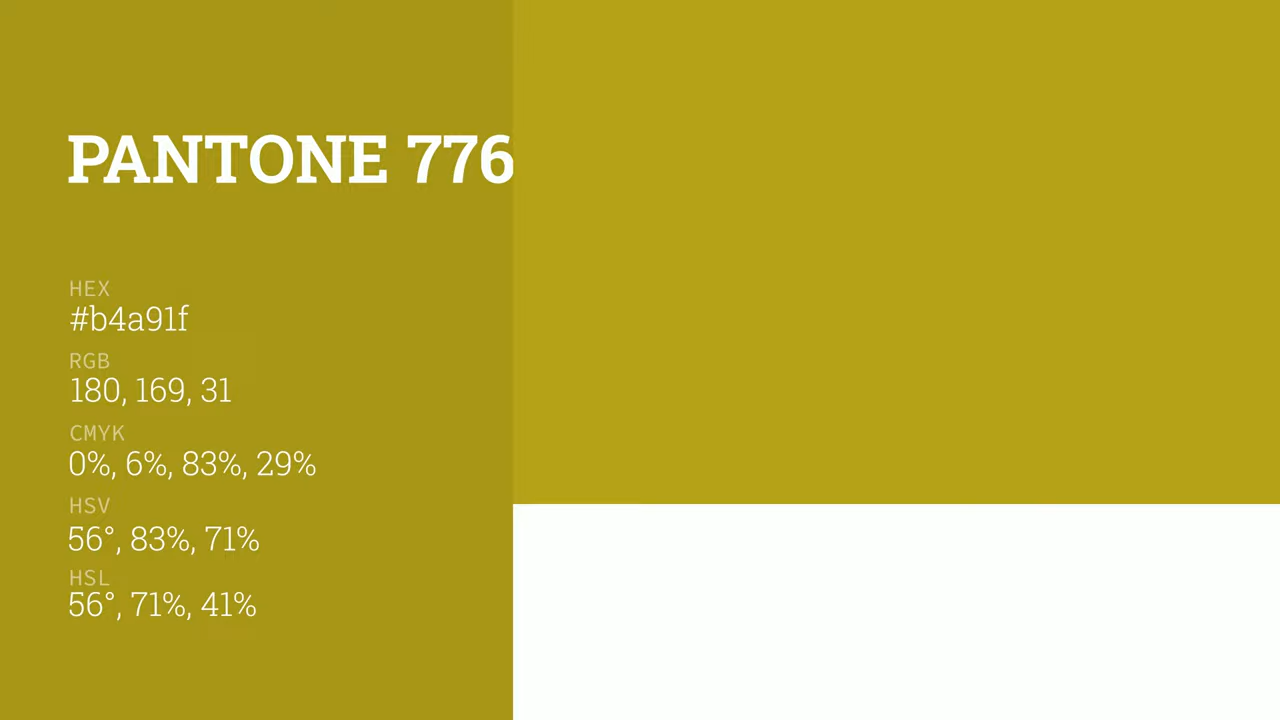 PANTONE 776
HEX
#b4a91f
RGB
180, 169, 31
CMYK
0%, 6%, 83%, 29%
HSV
56°, 83%, 71%
HSL
56°, 71%, 41%